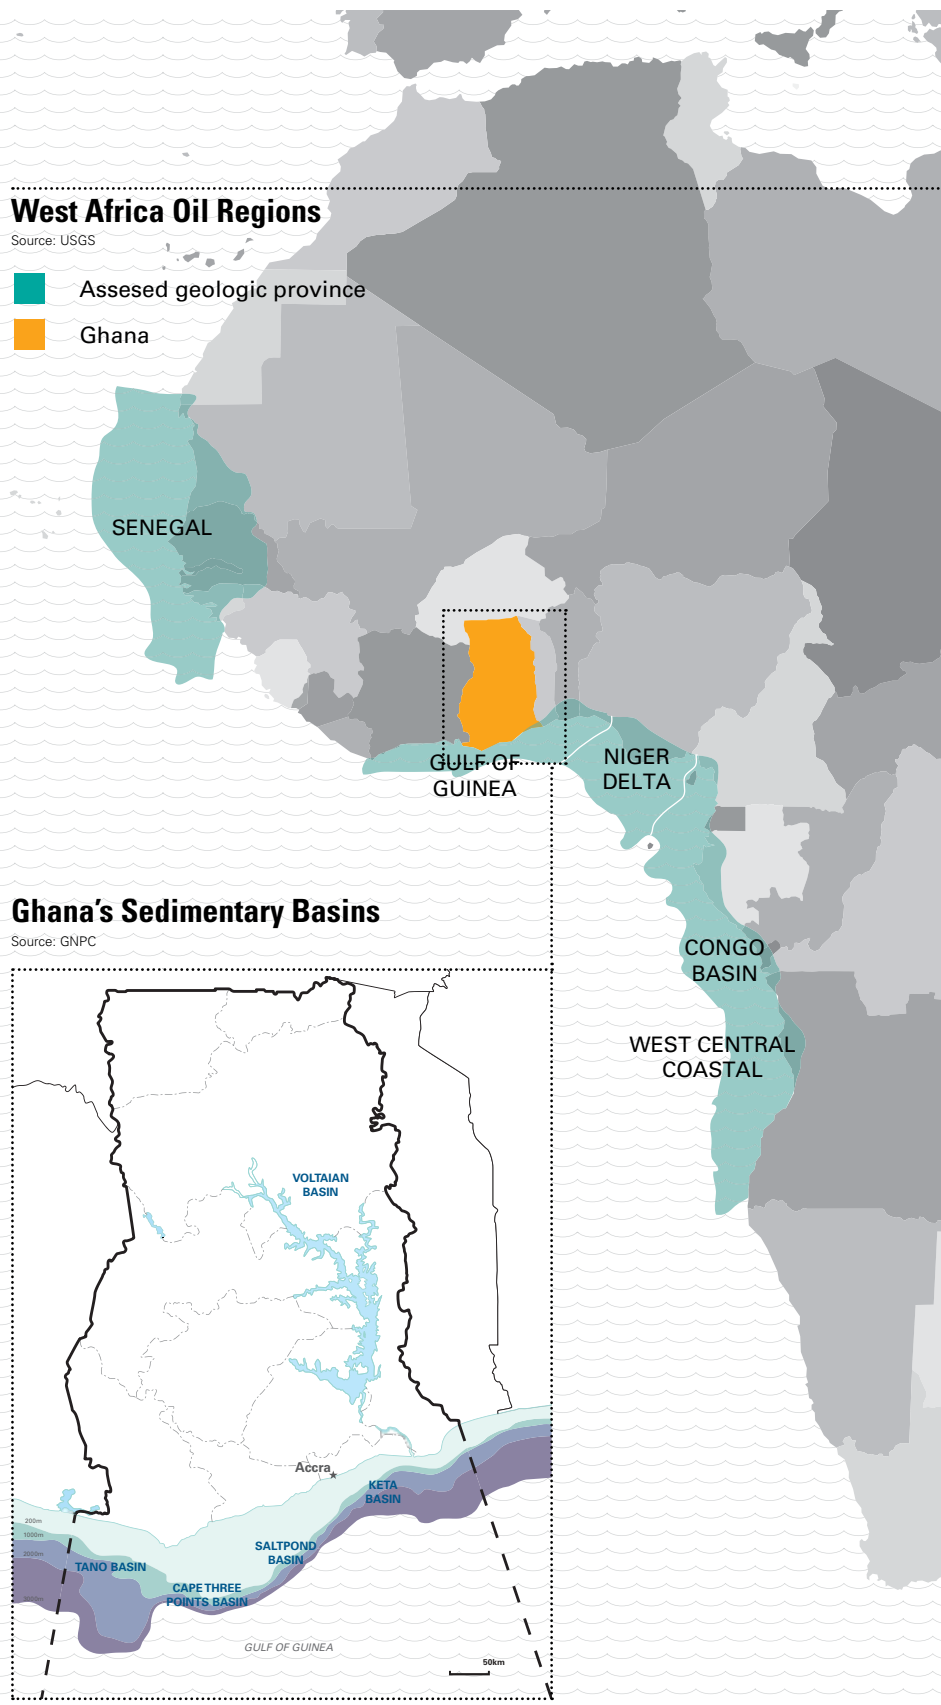 West Africa Oil Regions
Source: USGS
Assesed geologic province
Ghana
SENEGAL
GULF OF
GUINEA
NIGER
DELTA
CONGO
BASIN
WEST CENTRAL
COASTAL
Ghana's Sedimentary Basins
Source: GNPC
VOLTAIAN
BASIN
Accra
KETA
BASIN
200m
1000m
2000m
SALTPOND
BASIN
TANO BASIN
CAPE THREE
POINTS BASIN
GULF OF GUINEA
50km